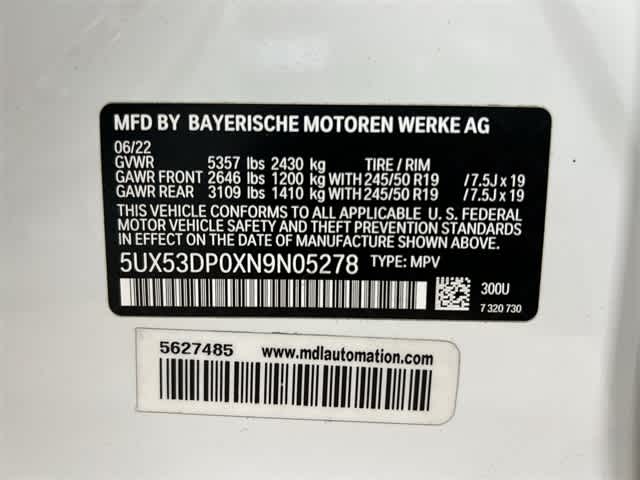 MFD BY BAYERISCHE MOTOREN WERKE AG
06/22
GVWR 5357 lbs 2430 kg TIRE / RIM
GAWR FRONT 2646 lbs 1200 kg WITH 245/50 R19 / 7.5J x 19
GAWR REAR 3109 lbs 1410 kg WITH 245/50 R19 / 7.5J x 19
THIS VEHICLE CONFORMS TO ALL APPLICABLE U. S. FEDERAL
MOTOR VEHICLE SAFETY AND THEFT PREVENTION STANDARDS
IN EFFECT ON THE DATE OF MANUFACTURE SHOWN ABOVE.
5UX53DP0XN9N05278 TYPE: MPV
300U
7 320 730
5627485 www.mdlautomation.com